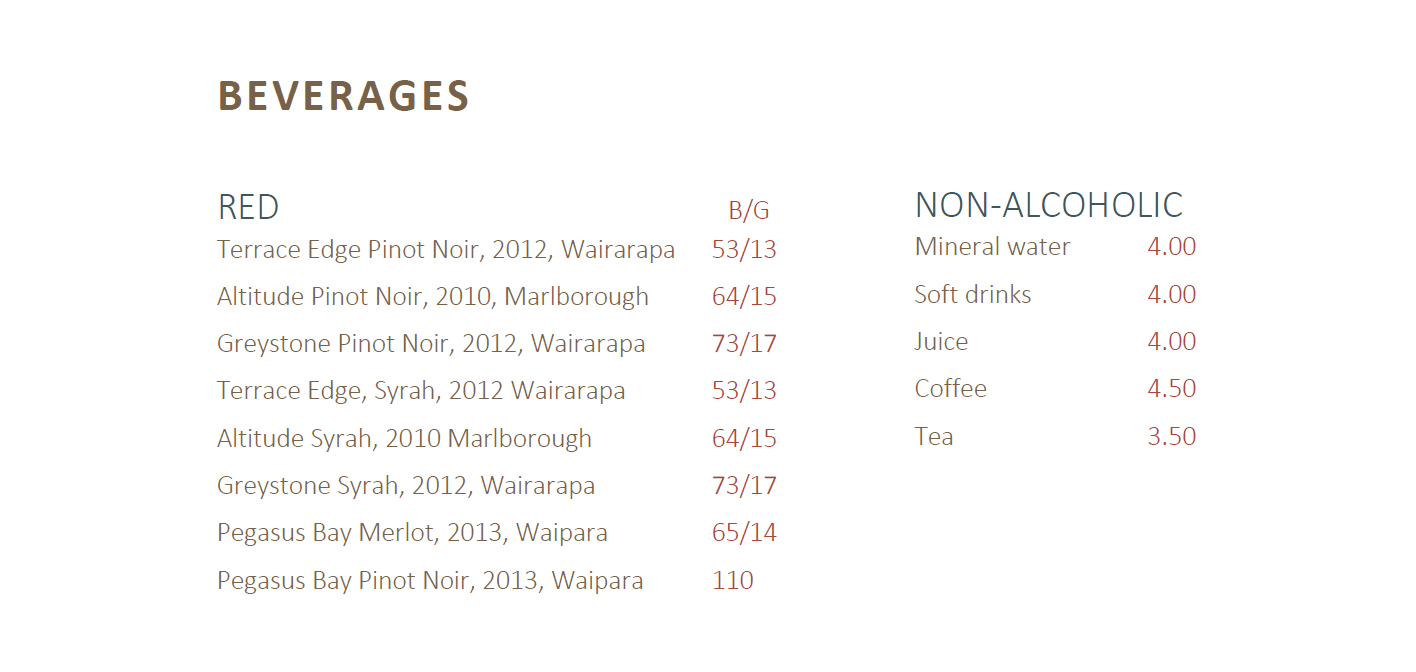 BEVERAGES
RED B/G
Terrace Edge Pinot Noir, 2012, Wairarapa 53/13
Altitude Pinot Noir, 2010, Marlborough 64/15
Greystone Pinot Noir, 2012, Wairarapa 73/17
Terrace Edge, Syrah, 2012 Wairarapa 53/13
Altitude Syrah, 2010 Marlborough 64/15
Greystone Syrah, 2012, Wairarapa 73/17
Pegasus Bay Merlot, 2013, Waipara 65/14
Pegasus Bay Pinot Noir, 2013, Waipara 110
NON-ALCOHOLIC
Mineral water 4.00
Soft drinks 4.00
Juice 4.00
Coffee 4.50
Tea 3.50